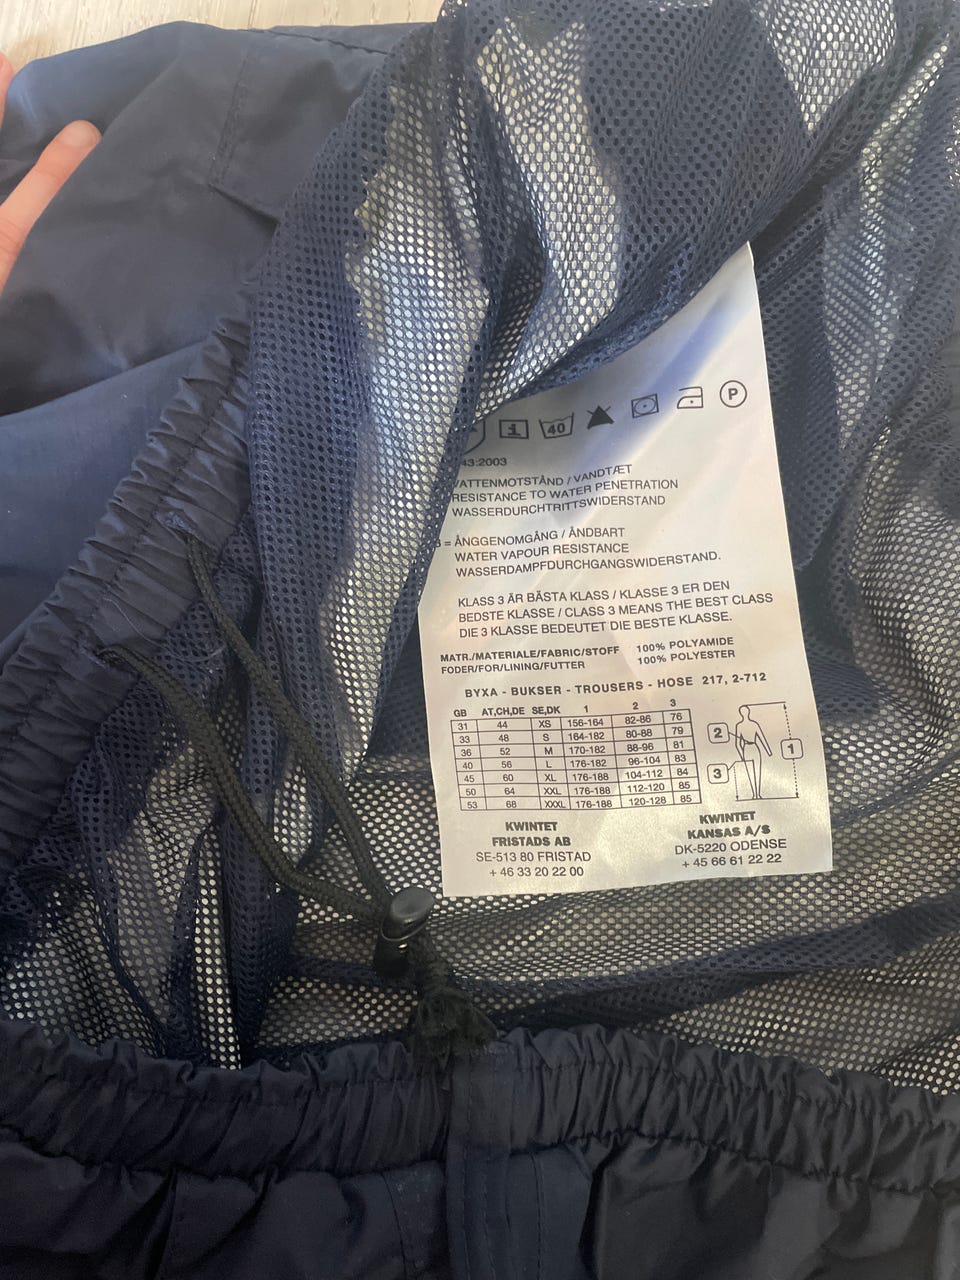 i 40 P
43:2003
VATTENMOTSTÅND / VANDTÆT
RESISTANCE TO WATER PENETRATION
WASSERDURCHTRITTSWIDERSTAND
= ÅNGGENOMGÅNG / ÅNDBART
WATER VAPOUR RESISTANCE
WASSERDAMPFDURCHGANGSWIDERSTAND.
KLASS 3 ÄR BÄSTA KLASS / KLASSE 3 ER DEN
BEDSTE KLASSE / CLASS 3 MEANS THE BEST CLASS
DIE 3 KLASSE BEDEUTET DIE BESTE KLASSE.
MATR./MATERIALE/FABRIC/STOFF 100% POLYAMIDE
FODER/FOR/LINING/FUTTER 100% POLYESTER
BYXA - BUKSER - TROUSERS - HOSE 217, 2-712
GB AT,CH,DE SE,DK 1 2 3
31 44 XS 156-164 82-86 76
33 48 S 164-182 80-88 79
36 52 M 170-182 88-96 81
40 56 L 176-182 96-104 83
45 60 XL 176-188 104-112 84
50 64 XXL 176-188 112-120 85
53 68 XXXL 176-188 120-128 85
2 1
3
KWINTET
FRISTADS AB
SE-513 80 FRISTAD
+ 46 33 20 22 00
KWINTET
KANSAS A/S
DK-5220 ODENSE
+ 45 66 61 22 22